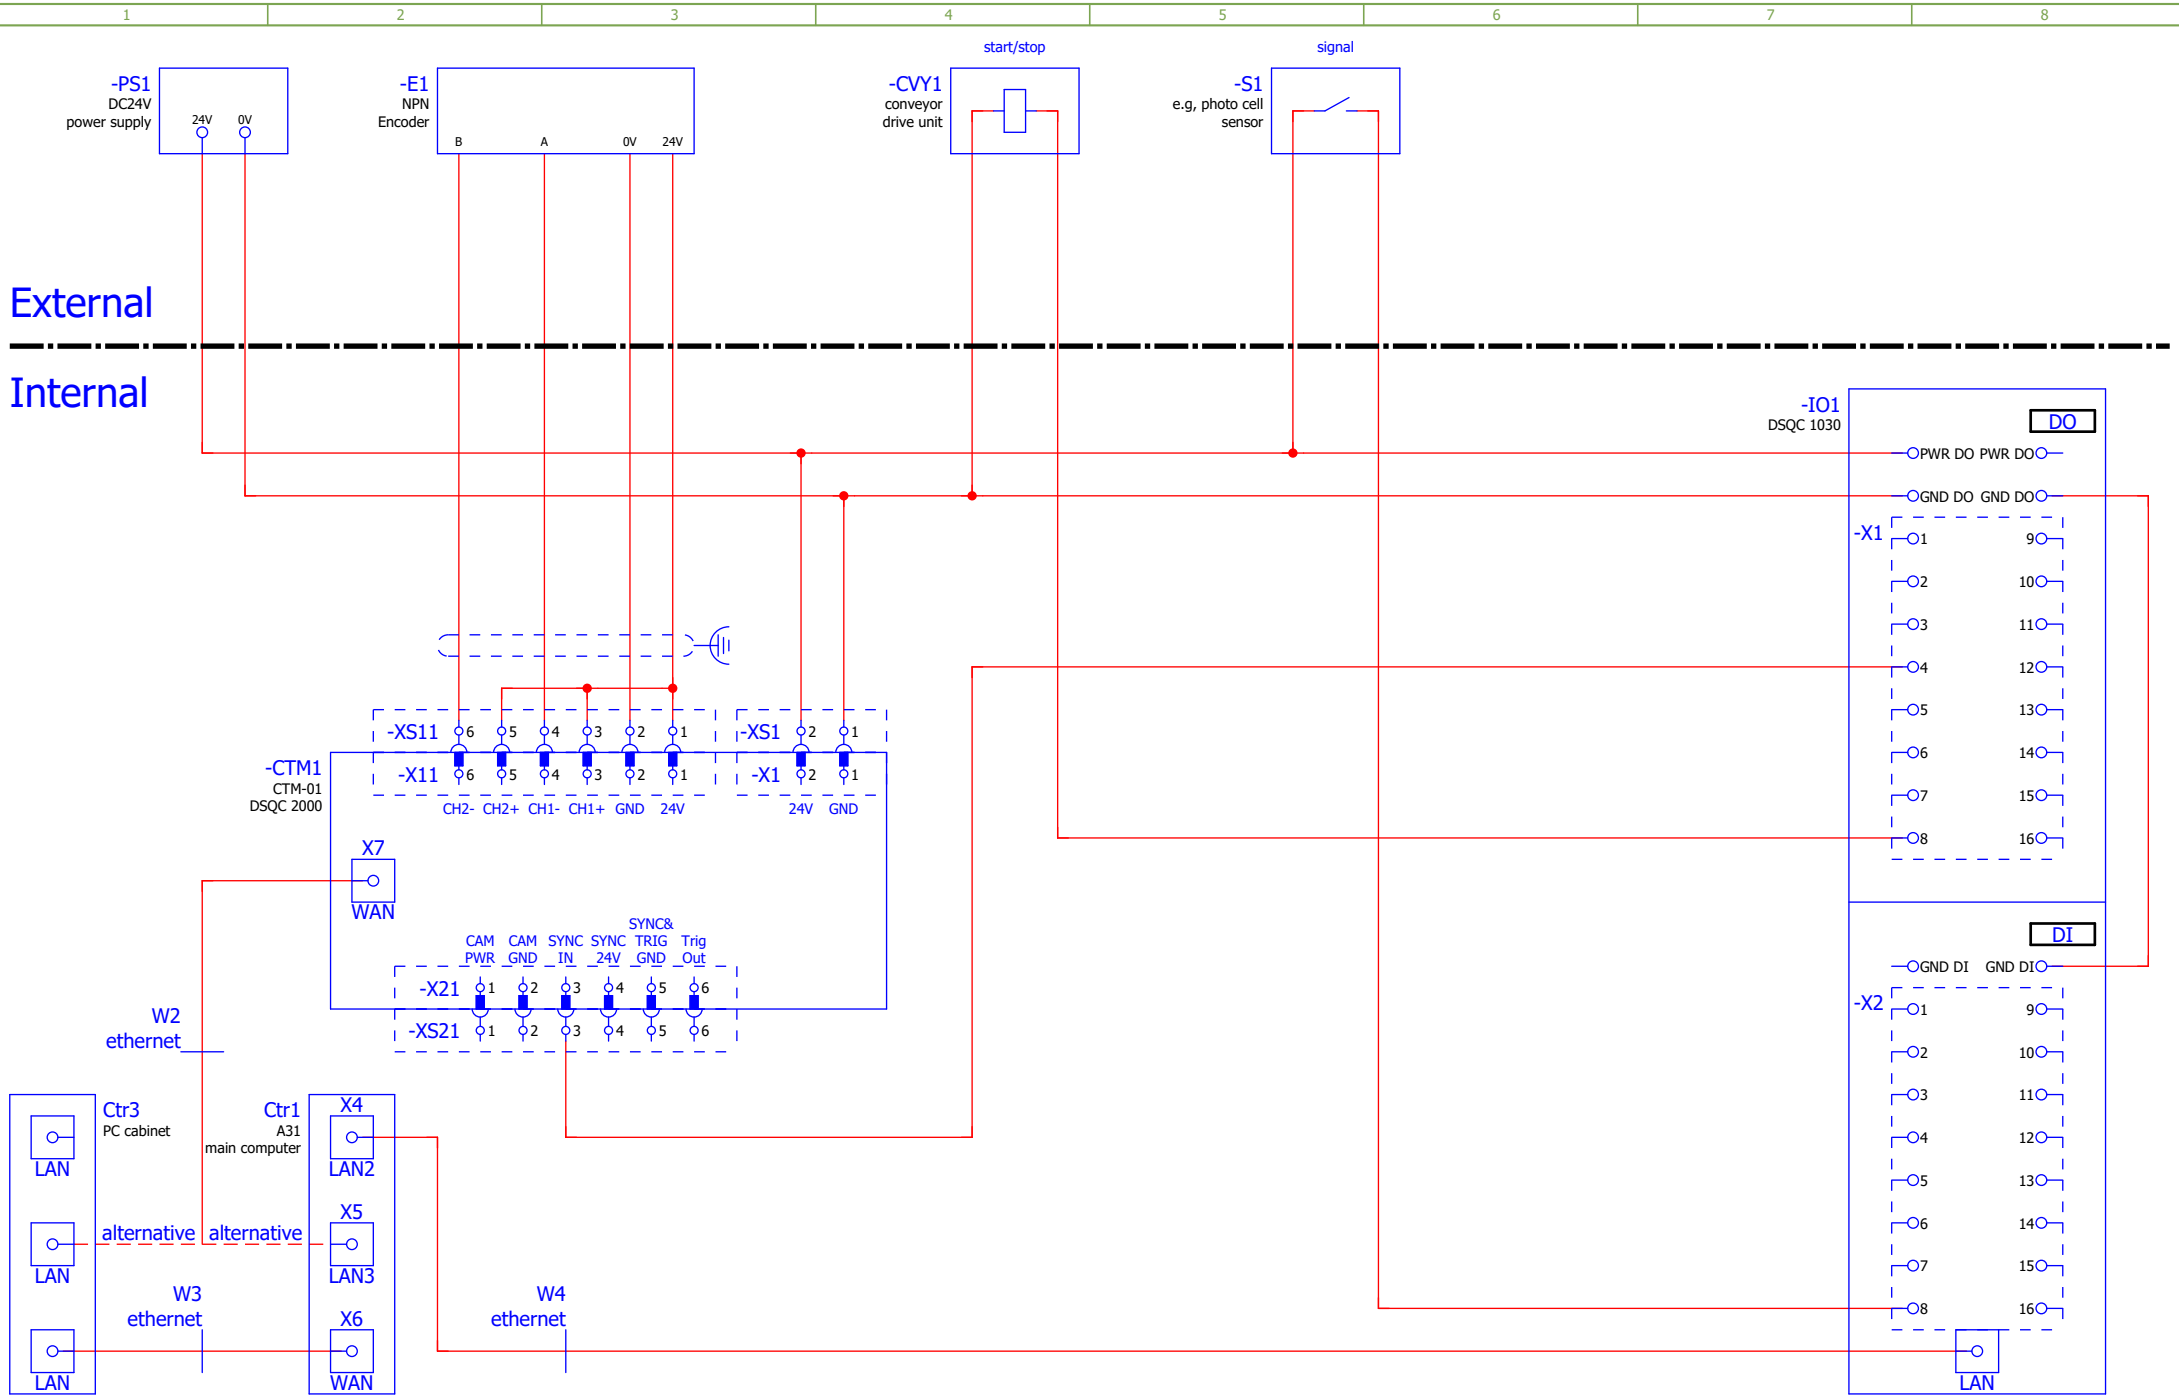 1 2 3 4 5 6 7 8
start/stop
signal
-PS1
DC24V
power supply
24V 0V
-E1
NPN
Encoder
B A 0V 24V
-CVY1
conveyor
drive unit
-S1
e.g, photo cell
sensor
External
Internal
-IO1
DSQC 1030
DO
PWR DO PWR DO
GND DO GND DO
-X1
1 9
2 10
3 11
4 12
5 13
6 14
7 15
8 16
-XS11 6 5 4 3 2 1
-XS1 2 1
-X11 6 5 4 3 2 1
-X1 2 1
CH2- CH2+ CH1- CH1+ GND 24V
24V GND
-CTM1
CTM-01
DSQC 2000
X7
WAN
CAM PWR
CAM GND
SYNC IN
SYNC 24V
SYNC& TRIG GND
Trig Out
-X21 1 2 3 4 5 6
-XS21 1 2 3 4 5 6
DI
GND DI GND DI
-X2
1 9
2 10
3 11
4 12
5 13
6 14
7 15
8 16
LAN
W2
ethernet
Ctr3
PC cabinet
LAN
LAN
LAN
Ctr1
A31
main computer
X4
LAN2
alternative alternative
X5
LAN3
W3
ethernet
X6
WAN
W4
ethernet